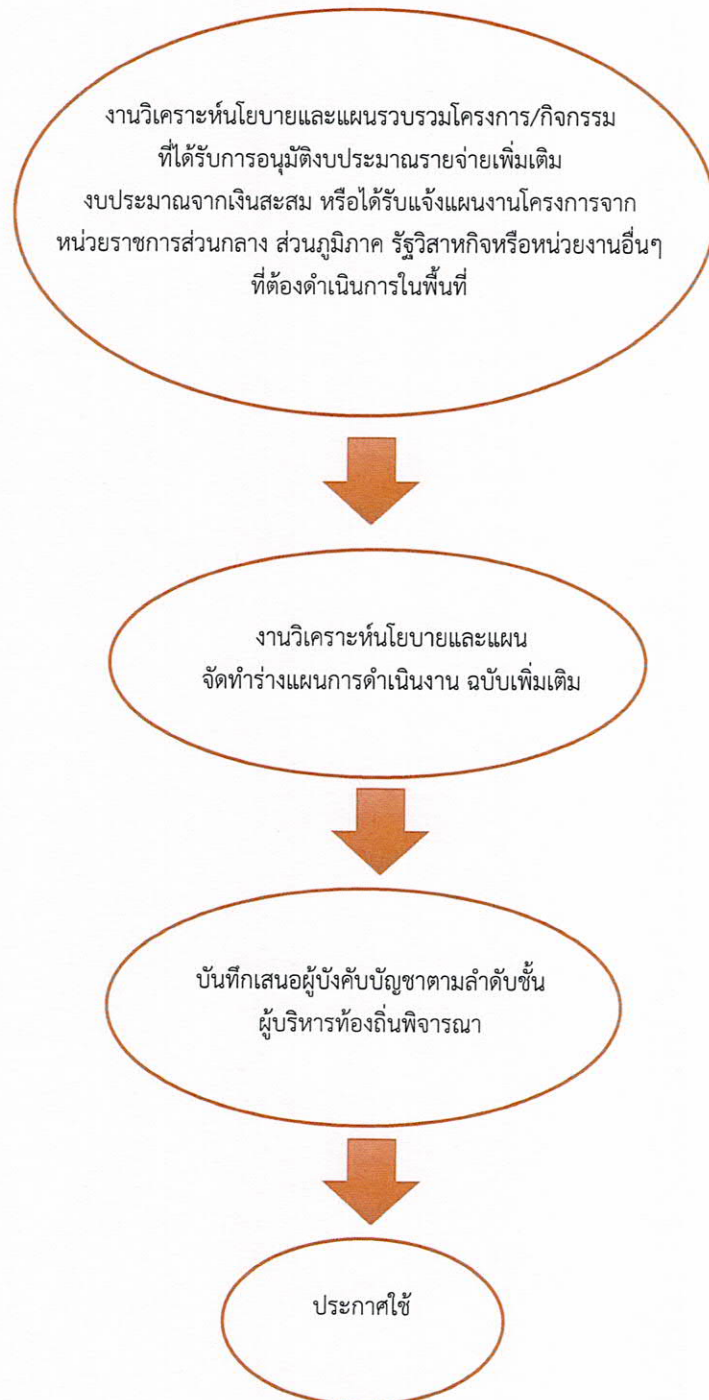 งานวิเคราะห์นโยบายและแผนรวบรวมโครงการ/กิจกรรม
ที่ได้รับการอนุมัติงบประมาณรายจ่ายเพิ่มเติม
งบประมาณจากเงินสะสม หรือได้รับแจ้งแผนงานโครงการจาก
หน่วยราชการส่วนกลาง ส่วนภูมิภาค รัฐวิสาหกิจหรือหน่วยงานอื่นๆ
ที่ต้องดำเนินการในพื้นที่
งานวิเคราะห์นโยบายและแผน
จัดทำร่างแผนการดำเนินงาน ฉบับเพิ่มเติม
บันทึกเสนอผู้บังคับบัญชาตามลำดับชั้น
ผู้บริหารท้องถิ่นพิจารณา
ประกาศใช้